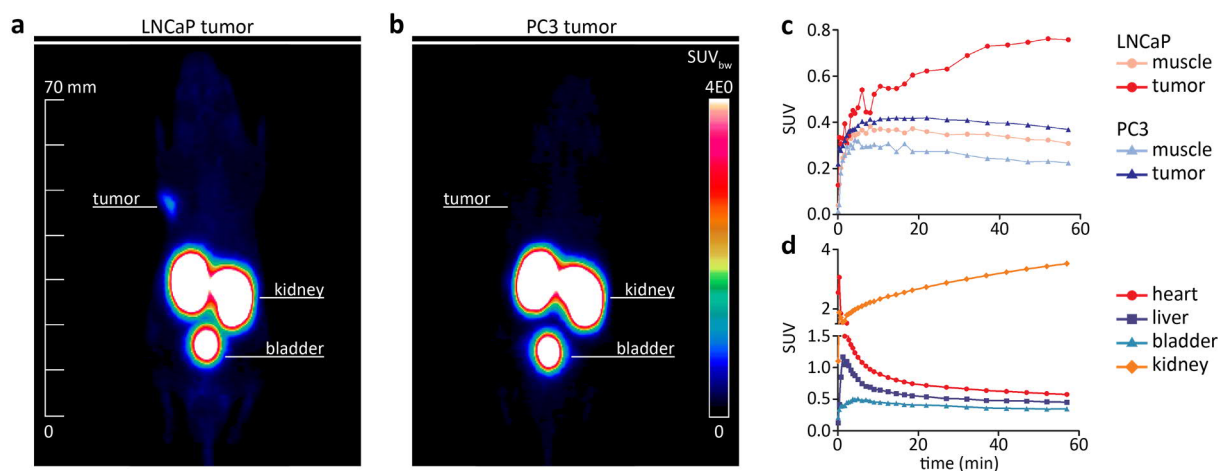 a
LNCaP tumor
70 mm
tumor
kidney
bladder
0
b
PC3 tumor
SUVbw
4E0
tumor
kidney
bladder
0
c
0.8
0.6
0.4
0.2
0.0
SUV
0
20
40
60
LNCaP
muscle
tumor
PC3
muscle
tumor
d
4
2
1.5
1.0
0.5
0.0
SUV
0
20
40
60
time (min)
heart
liver
bladder
kidney